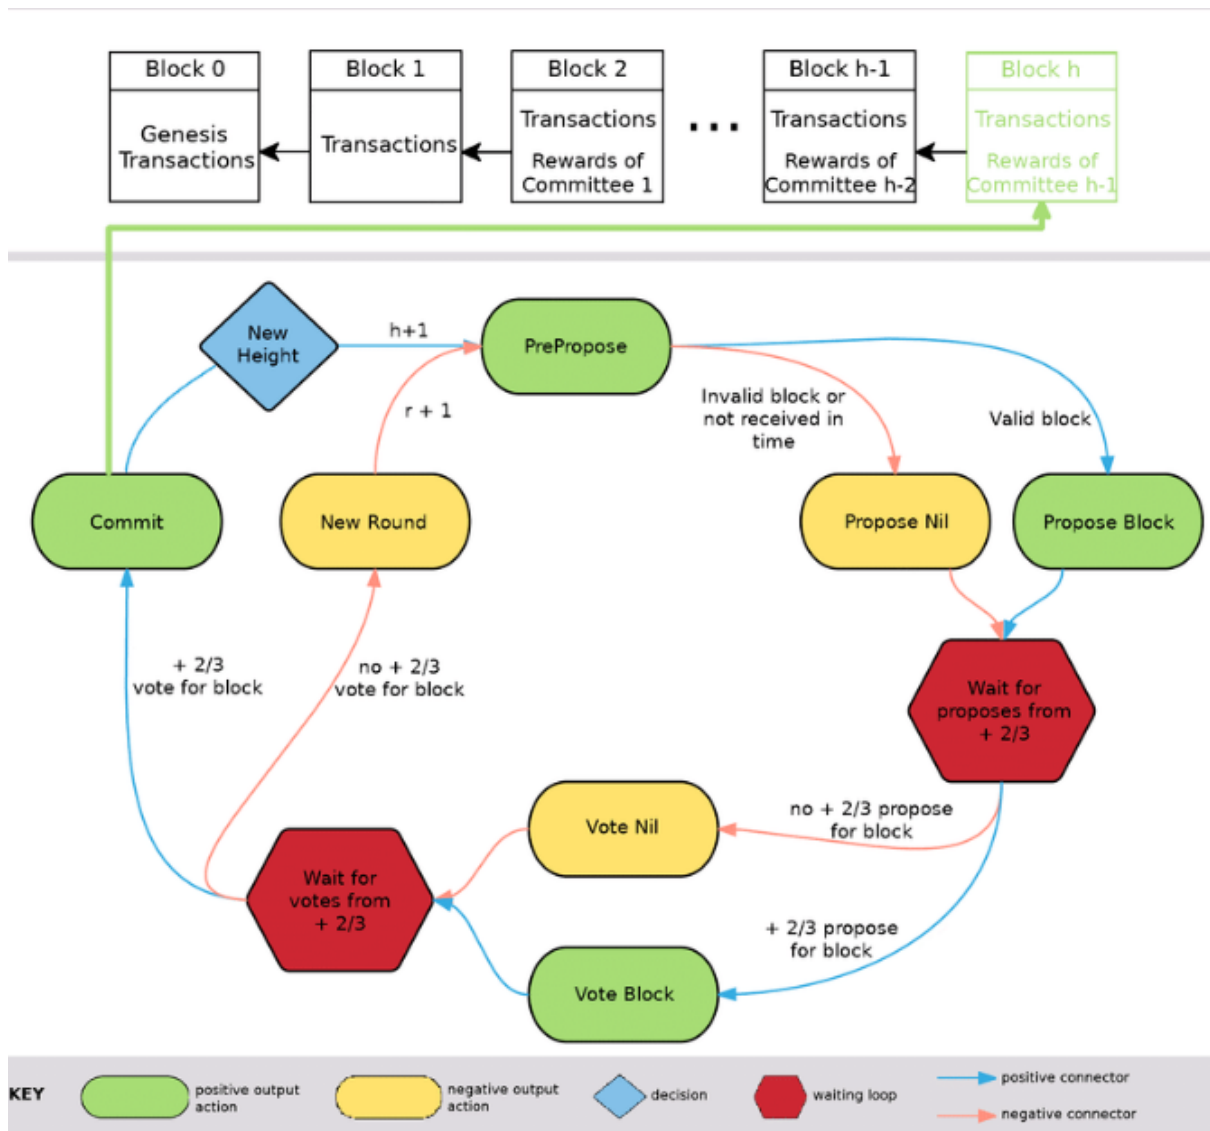 Block 0
Block 1
Block 2
Block h-1
Block h
Genesis
Transactions
Transactions
Transactions
Rewards of
Committee 1
...
Transactions
Rewards of
Committee h-2
Transactions
Rewards of
Committee h-1
New
Height
h+1
PrePropose
r + 1
Invalid block or
not received in
time
Valid block
Commit
New Round
Propose Nil
Propose Block
+ 2/3
vote for block
no + 2/3
vote for block
Wait for
proposes from
+ 2/3
Vote Nil
no + 2/3 propose
for block
Wait for
votes from
+ 2/3
+ 2/3 propose
for block
Vote Block
KEY
positive output
action
negative output
action
decision
waiting loop
positive connector
negative connector